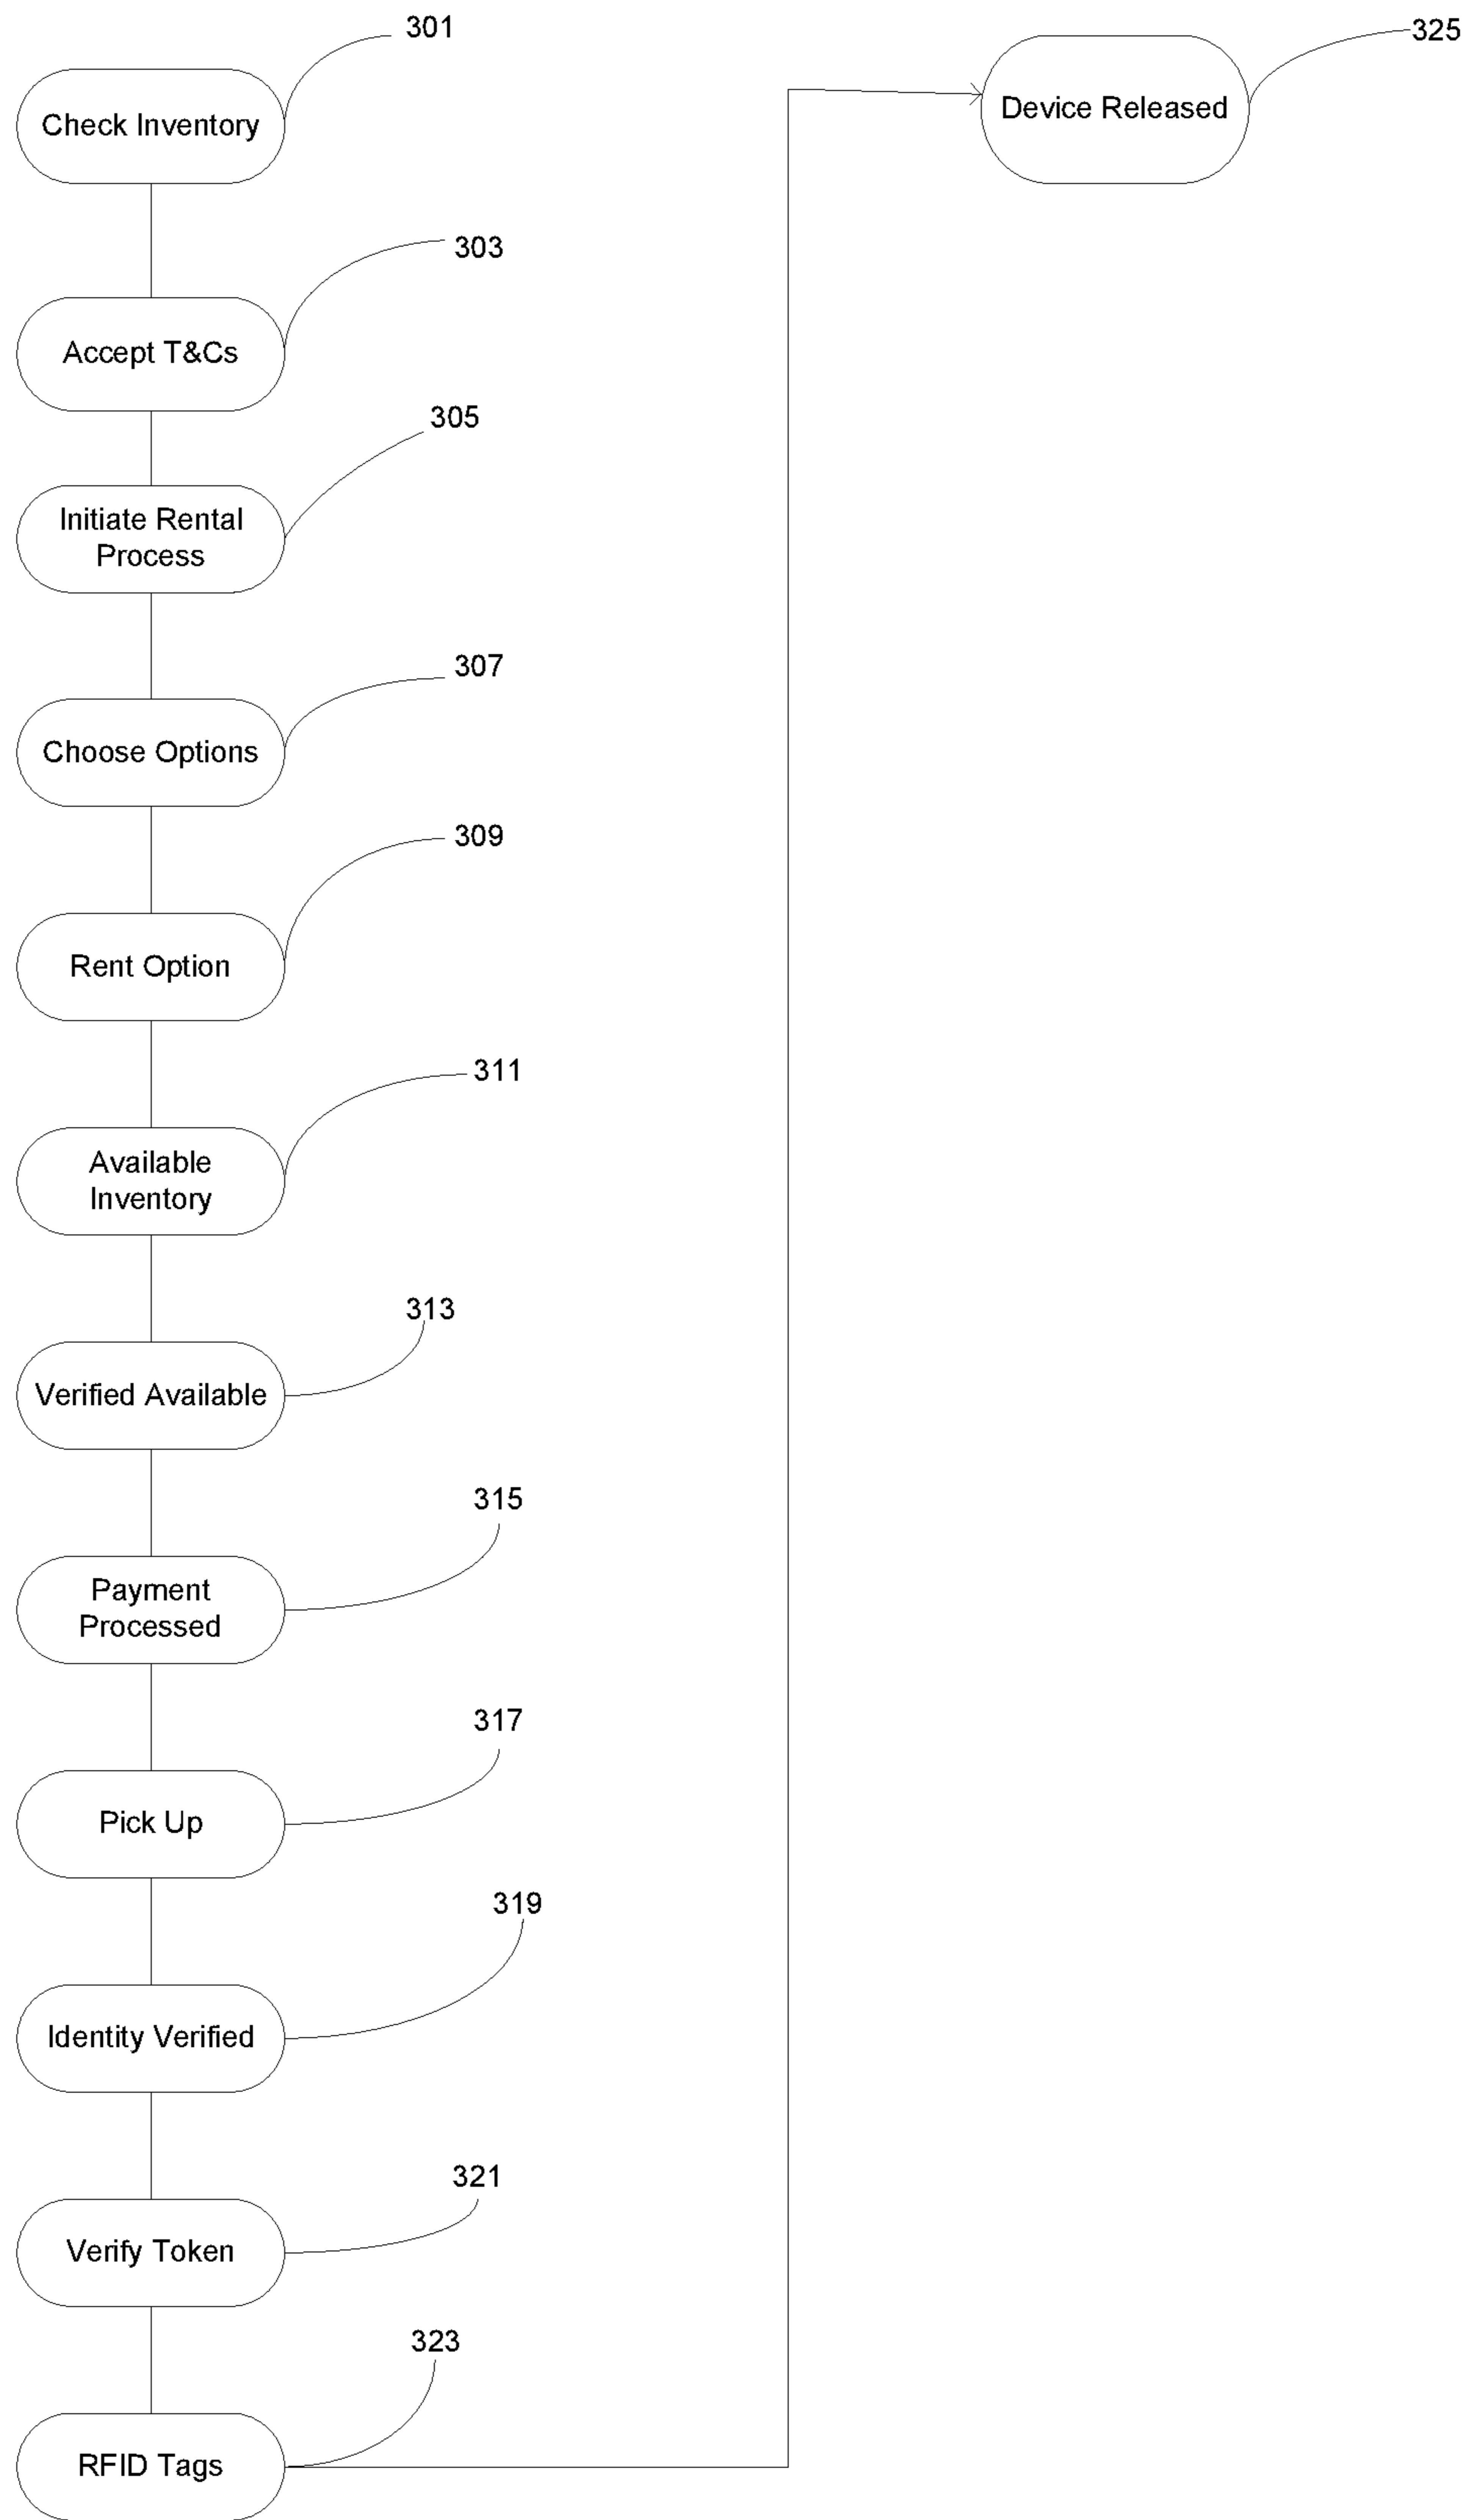 301
Check Inventory
303
Accept T&Cs
305
Initiate Rental
Process
307
Choose Options
309
Rent Option
311
Available
Inventory
313
Verified Available
315
Payment
Processed
317
Pick Up
319
Identity Verified
321
Verify Token
323
RFID Tags
325
Device Released